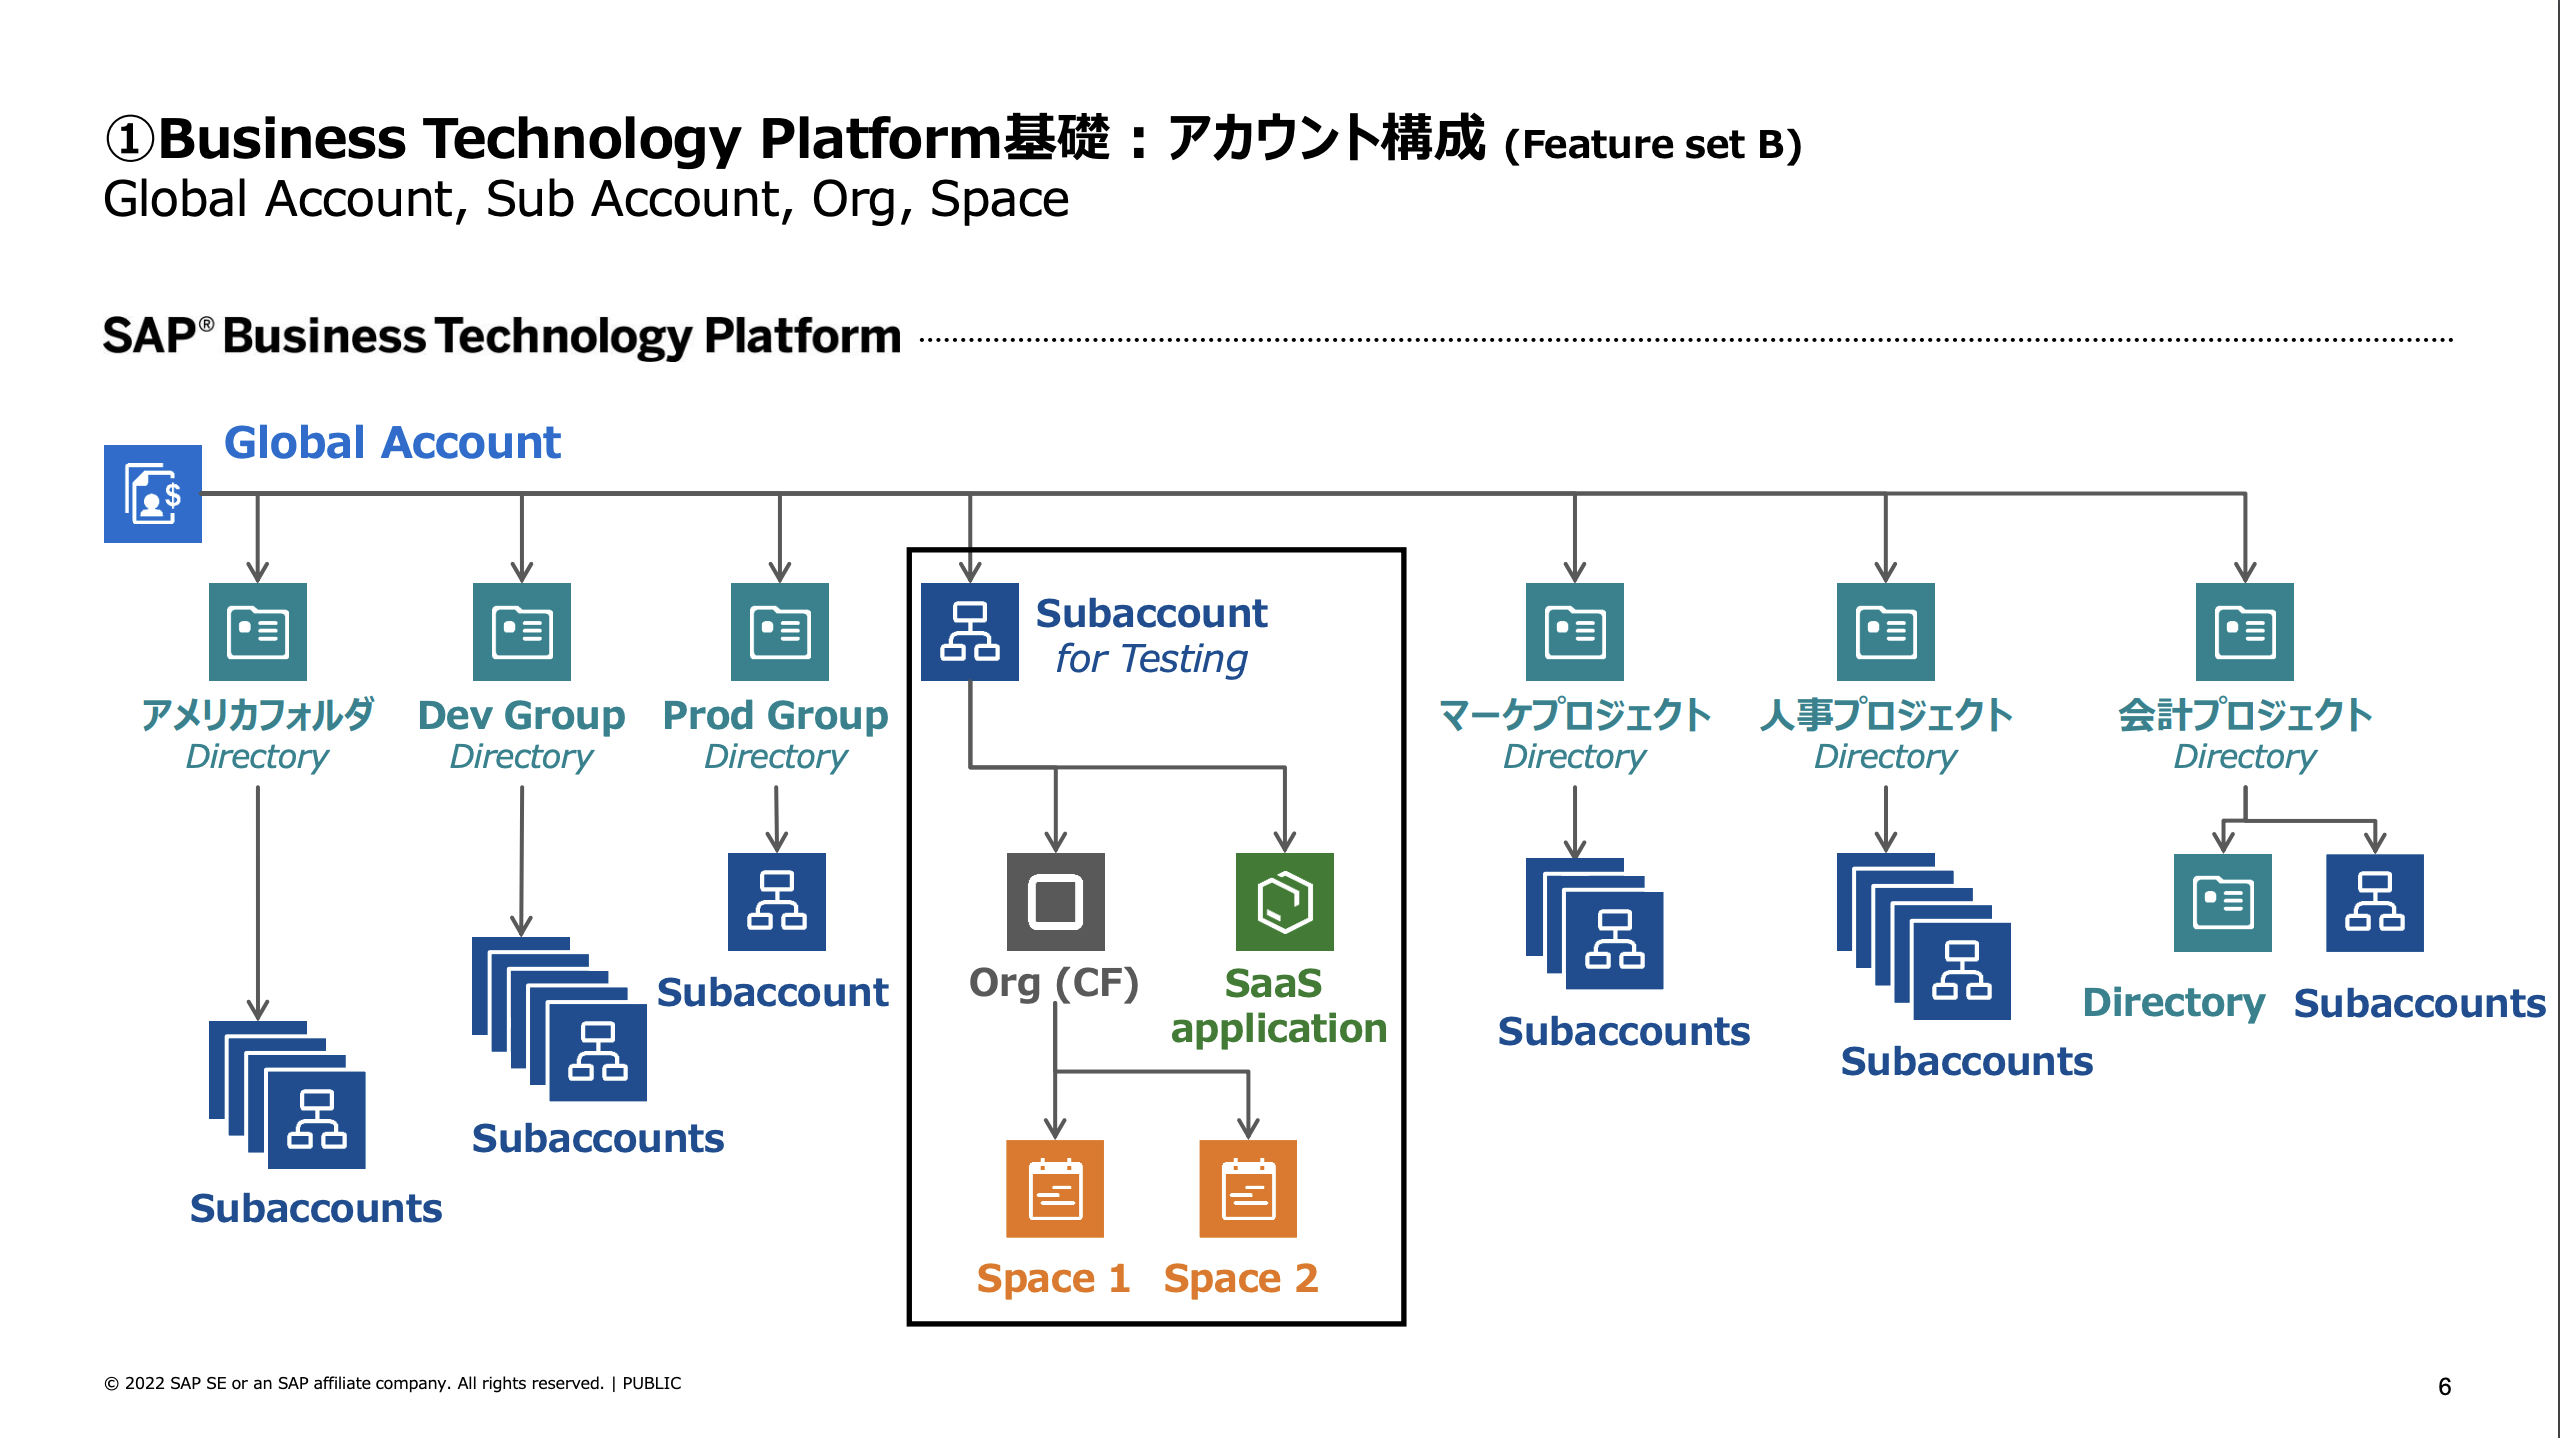 ①Business Technology Platform基礎：アカウント構成 (Feature set B)
Global Account, Sub Account, Org, Space
SAP® Business Technology Platform
Global Account
$
アメリカフォルダ
Directory
Subaccounts
Dev Group
Directory
Subaccounts
Prod Group
Directory
Subaccount
Subaccount
for Testing
Org (CF)
SaaS
application
Space 1
Space 2
マーケプロジェクト
Directory
Subaccounts
人事プロジェクト
Directory
Subaccounts
会計プロジェクト
Directory
Directory
Subaccounts
© 2022 SAP SE or an SAP affiliate company. All rights reserved. | PUBLIC
6